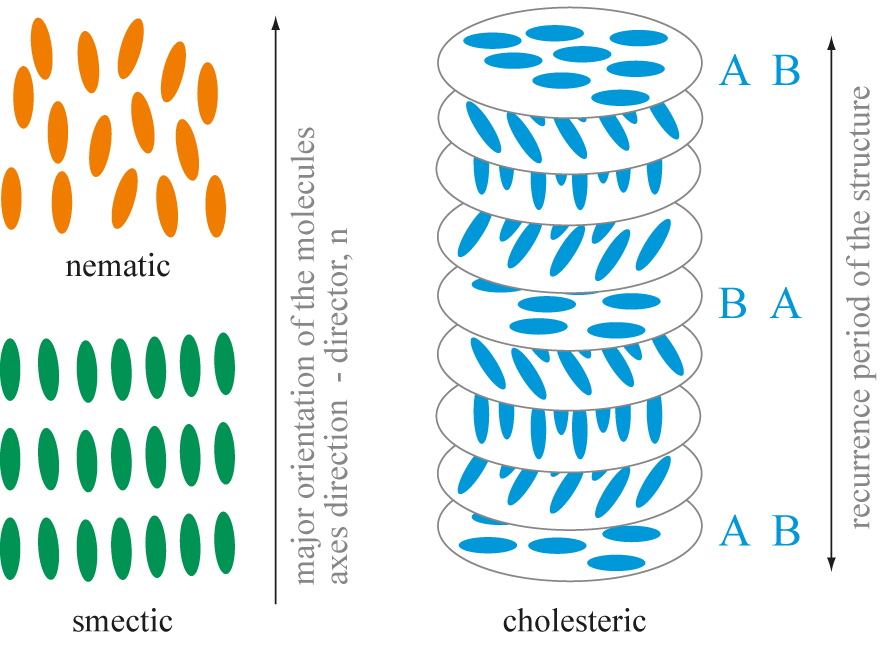 nematic
smectic
major orientation of the molecules
axes direction - director, n
A B
B A
A B
cholesteric
recurrence period of the structure